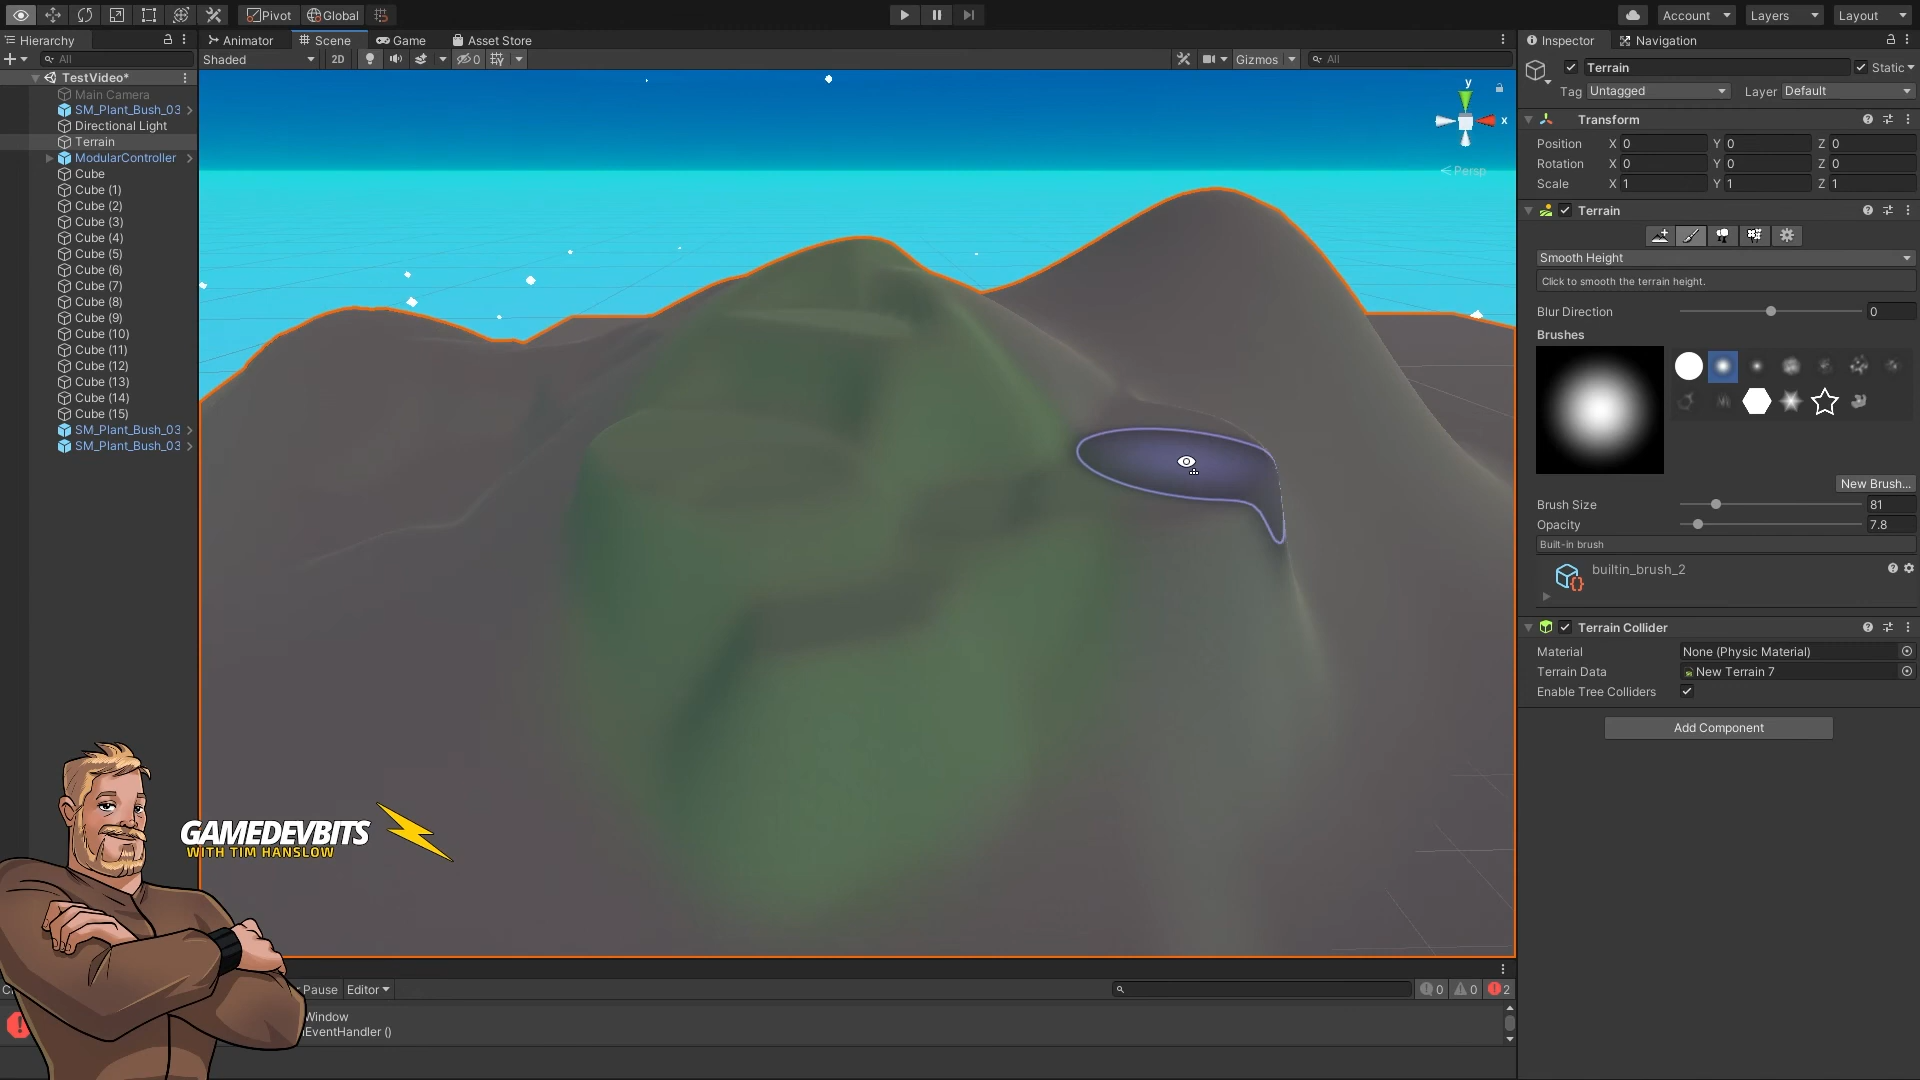 Pivot Global Account Layers Layout
Hierarchy Animator Scene Game Asset Store Inspector Navigation
All Shaded 2D 0 Gizmos All
TestVideo*
Main Camera
SM_Plant_Bush_03
Directional Light
Terrain
ModularController
Cube
Cube (1)
Cube (2)
Cube (3)
Cube (4)
Cube (5)
Cube (6)
Cube (7)
Cube (8)
Cube (9)
Cube (10)
Cube (11)
Cube (12)
Cube (13)
Cube (14)
Cube (15)
SM_Plant_Bush_03
SM_Plant_Bush_03
y
x
Persp
Terrain Static
Tag Untagged Layer Default
Transform
Position X 0 Y 0 Z 0
Rotation X 0 Y 0 Z 0
Scale X 1 Y 1 Z 1
Terrain
Smooth Height
Click to smooth the terrain height.
Blur Direction 0
Brushes
New Brush...
Brush Size 81
Opacity 7.8
Built-in brush
builtin_brush_2
Terrain Collider
Material None (Physic Material)
Terrain Data New Terrain 7
Enable Tree Colliders
Add Component
GAMEDEVBITS
WITH TIM HANSLOW
Pause Editor 0 0 2
Window
EventHandler ()